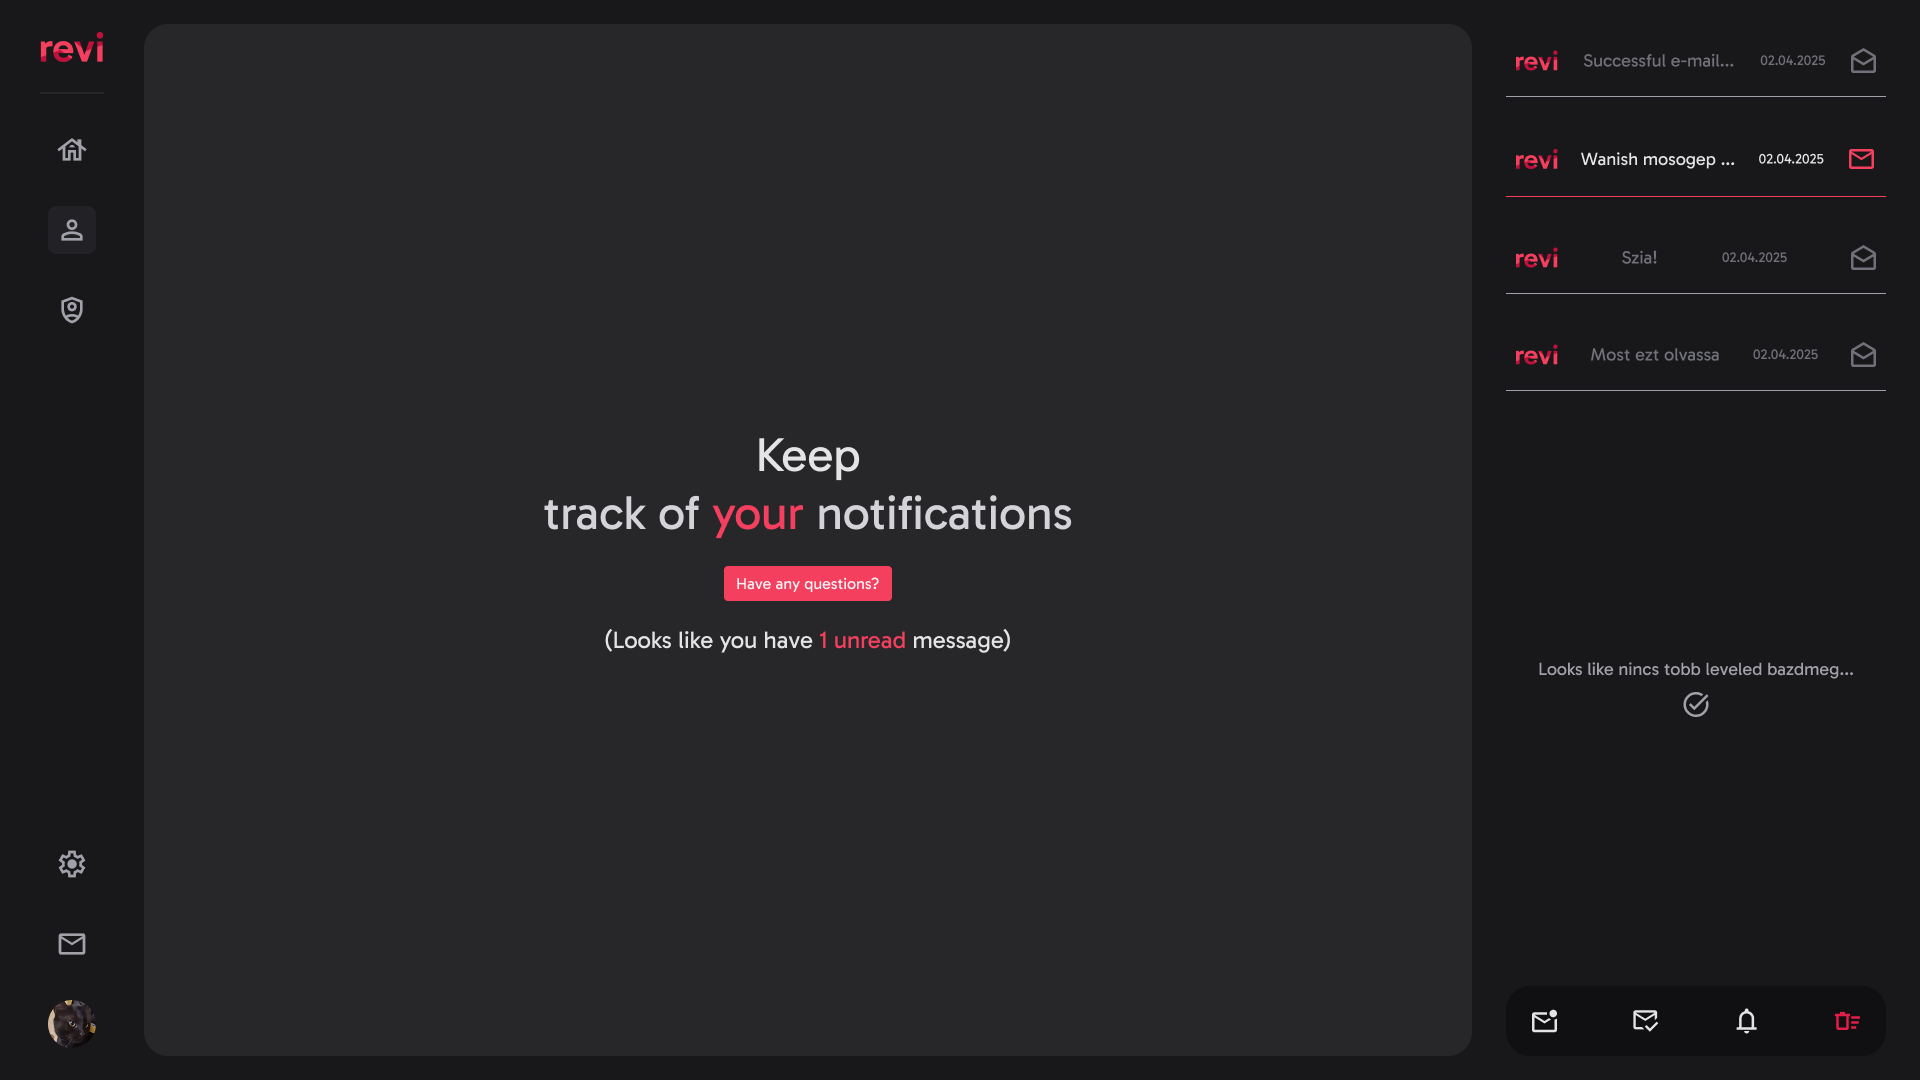 revi
Keep
track of your notifications
Have any questions?
(Looks like you have 1 unread message)
revi Successful e-mail... 02.04.2025
revi Wanish mosogep ... 02.04.2025
revi Szia! 02.04.2025
revi Most ezt olvassa 02.04.2025
Looks like nincs tobb leveled bazdmeg...